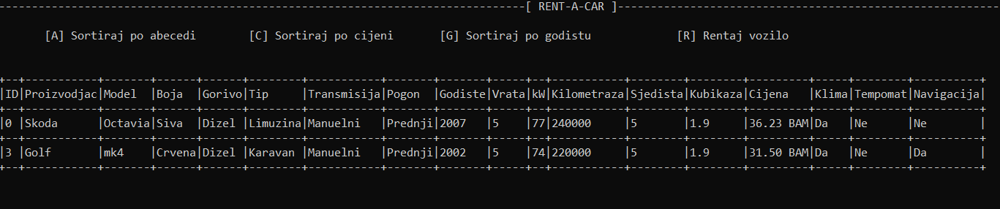 [ RENT-A-CAR ]
[A] Sortiraj po abecedi [C] Sortiraj po cijeni [G] Sortiraj po godistu [R] Rentaj vozilo
|ID|Proizvodjac|Model |Boja |Gorivo|Tip |Transmisija|Pogon |Godiste|Vrata|kW|Kilometraza|Sjedista|Kubikaza|Cijena |Klima|Tempomat|Navigacija|
|0 |Skoda |Octavia|Siva |Dizel |Limuzina|Manuelni |Prednji|2007 |5 |77|240000 |5 |1.9 |36.23 BAM|Da |Ne |Ne |
|3 |Golf |mk4 |Crvena|Dizel |Karavan |Manuelni |Prednji|2002 |5 |74|220000 |5 |1.9 |31.50 BAM|Da |Ne |Da |